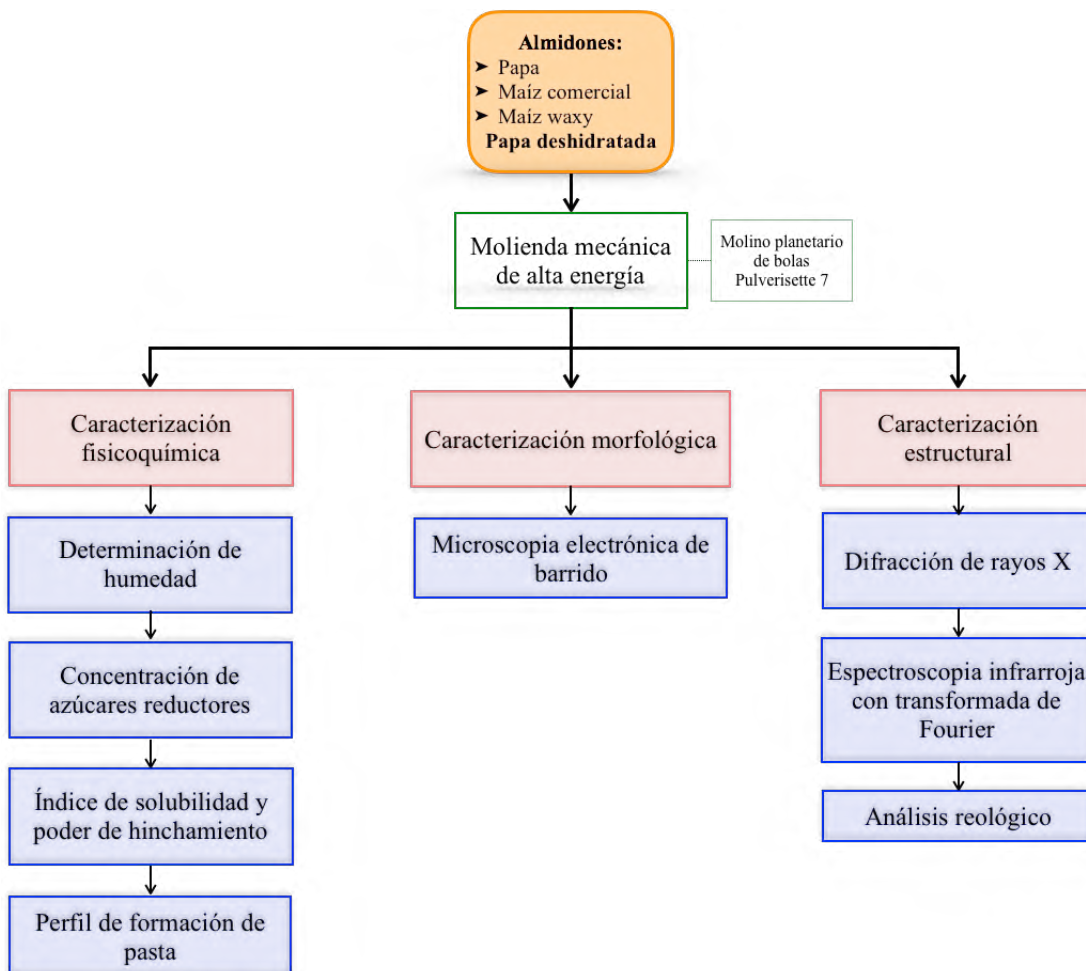 Almidones:
➤ Papa
➤ Maíz comercial
➤ Maíz waxy
Papa deshidratada
Molienda mecánica
de alta energía
Molino planetario
de bolas
Pulverisette 7
Caracterización
fisicoquímica
Determinación de
humedad
Concentración de
azúcares reductores
Índice de solubilidad y
poder de hinchamiento
Perfil de formación de
pasta
Caracterización morfológica
Microscopia electrónica de
barrido
Caracterización
estructural
Difracción de rayos X
Espectroscopia infrarroja
con transformada de
Fourier
Análisis reológico